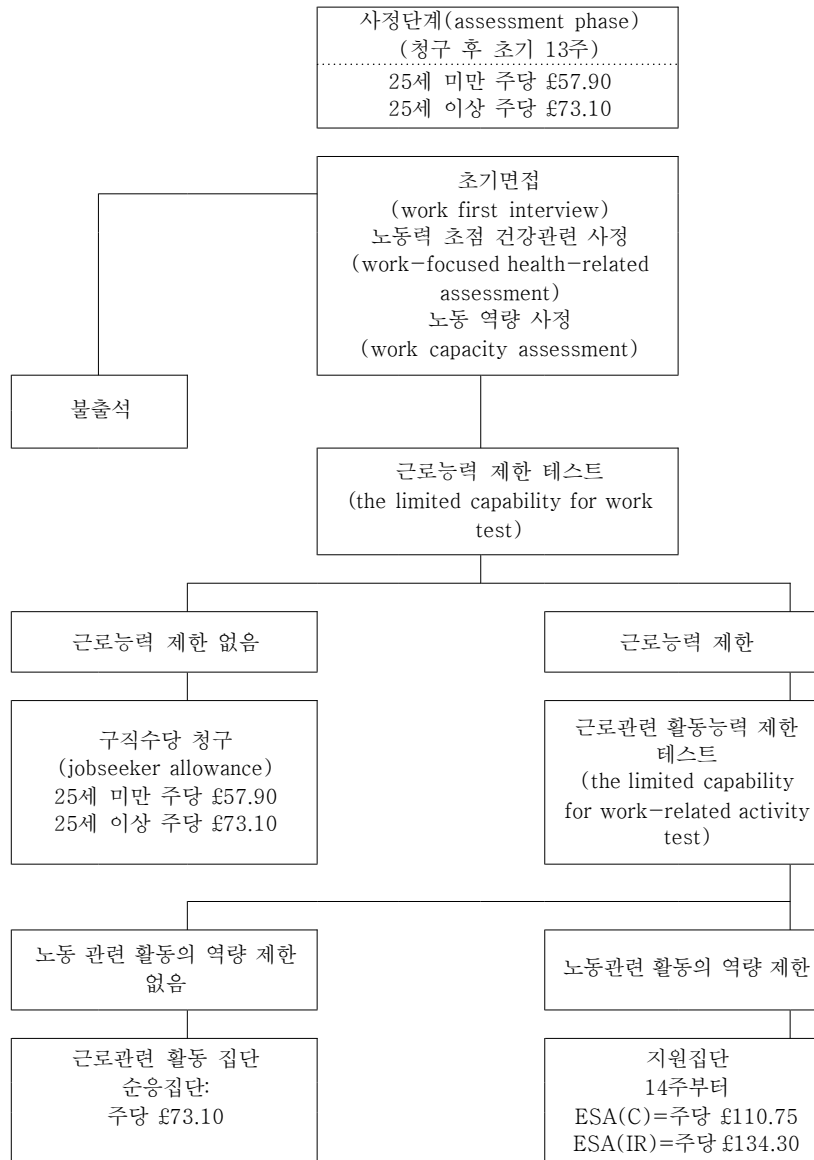 사정단계(assessment phase)
(청구 후 초기 13주)
25세 미만 주당 £57.90
25세 이상 주당 £73.10
초기면접
(work first interview)
노동력 초점 건강관련 사정
(work-focused health-related
assessment)
노동 역량 사정
(work capacity assessment)
불출석
근로능력 제한 테스트
(the limited capability for work
test)
근로능력 제한 없음
근로능력 제한
구직수당 청구
(jobseeker allowance)
25세 미만 주당 £57.90
25세 이상 주당 £73.10
근로관련 활동능력 제한
테스트
(the limited capability
for work-related activity
test)
노동 관련 활동의 역량 제한
없음
노동관련 활동의 역량 제한
근로관련 활동 집단
순응집단:
주당 £73.10
지원집단
14주부터
ESA(C)=주당 £110.75
ESA(IR)=주당 £134.30